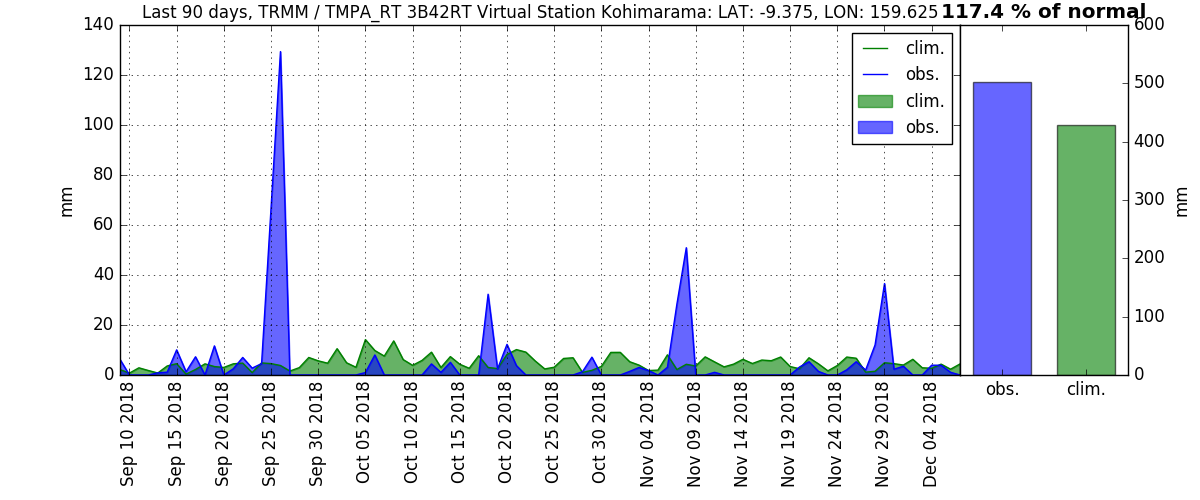 Last 90 days, TRMM / TMPA_RT 3B42RT Virtual Station Kohimarama: LAT: -9.375, LON: 159.625
117.4 % of normal
140
120
100
80
60
40
20
0
mm
clim.
obs.
clim.
obs.
Sep 10 2018
Sep 15 2018
Sep 20 2018
Sep 25 2018
Sep 30 2018
Oct 05 2018
Oct 10 2018
Oct 15 2018
Oct 20 2018
Oct 25 2018
Oct 30 2018
Nov 04 2018
Nov 09 2018
Nov 14 2018
Nov 19 2018
Nov 24 2018
Nov 29 2018
Dec 04 2018
600
500
400
300
200
100
0
mm
obs.
clim.